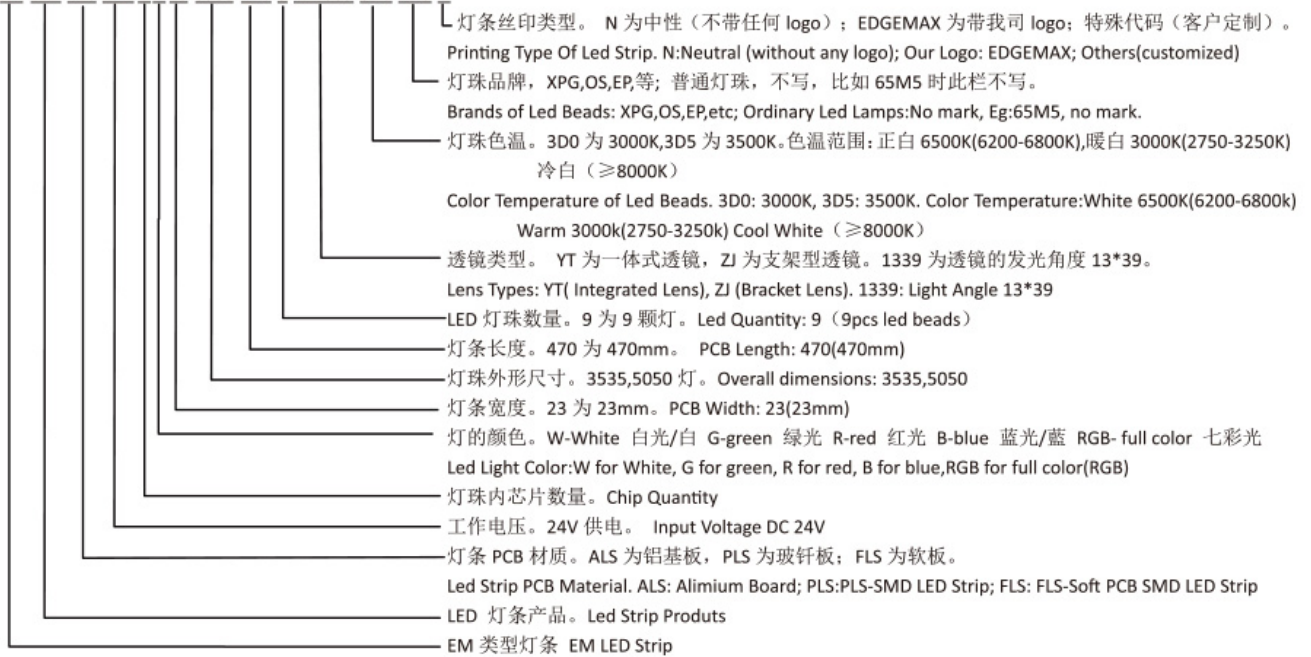 灯条丝印类型。 N 为中性（不带任何 logo）；EDGEMAX 为带我司 logo；特殊代码（客户定制）。
Printing Type Of Led Strip. N:Neutral (without any logo); Our Logo: EDGEMAX; Others(customized)
灯珠品牌，XPG,OS,EP,等; 普通灯珠，不写，比如 65M5 时此栏不写。
Brands of Led Beads: XPG,OS,EP,etc; Ordinary Led Lamps:No mark, Eg:65M5, no mark.
灯珠色温。3D0 为 3000K,3D5 为 3500K。色温范围：正白 6500K(6200-6800K),暖白 3000K(2750-3250K)
冷白（≥8000K）
Color Temperature of Led Beads. 3D0: 3000K, 3D5: 3500K. Color Temperature:White 6500K(6200-6800k)
Warm 3000k(2750-3250k) Cool White（≥8000K）
透镜类型。 YT 为一体式透镜，ZJ 为支架型透镜。1339 为透镜的发光角度 13*39。
Lens Types: YT( Integrated Lens), ZJ (Bracket Lens). 1339: Light Angle 13*39
LED 灯珠数量。9 为 9 颗灯。Led Quantity: 9（9pcs led beads）
灯条长度。470 为 470mm。 PCB Length: 470(470mm)
灯珠外形尺寸。3535,5050 灯。Overall dimensions: 3535,5050
灯条宽度。23 为 23mm。PCB Width: 23(23mm)
灯的颜色。W-White 白光/白 G-green 绿光 R-red 红光 B-blue 蓝光/藍 RGB- full color 七彩光
Led Light Color:W for White, G for green, R for red, B for blue,RGB for full color(RGB)
灯珠内芯片数量。Chip Quantity
工作电压。24V 供电。 Input Voltage DC 24V
灯条 PCB 材质。ALS 为铝基板，PLS 为玻钎板；FLS 为软板。
Led Strip PCB Material. ALS: Alimium Board; PLS:PLS-SMD LED Strip; FLS: FLS-Soft PCB SMD LED Strip
LED 灯条产品。Led Strip Produts
EM 类型灯条 EM LED Strip